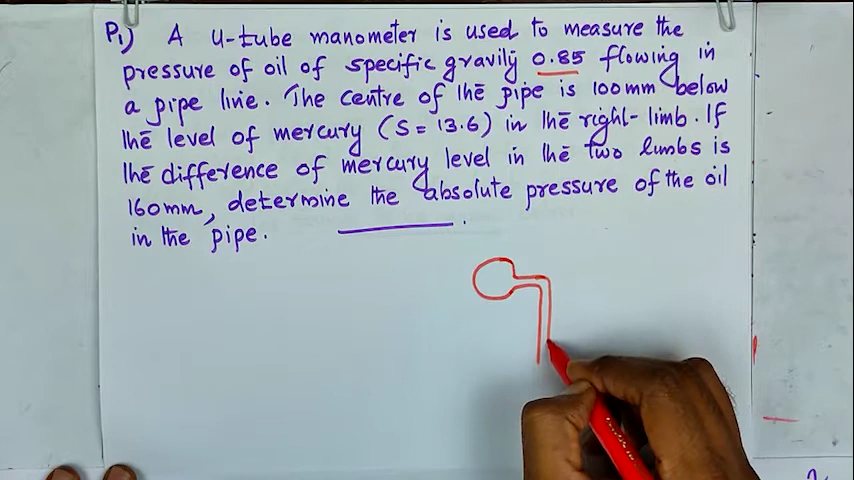 P₁) A U-tube manometer is used to measure the
pressure of oil of specific gravity 0.85 flowing in
a pipe line. The centre of the pipe is 100mm below
the level of mercury (S = 13.6) in the right-limb. If
the difference of mercury level in the two limbs is
160mm, determine the absolute pressure of the oil
in the pipe.